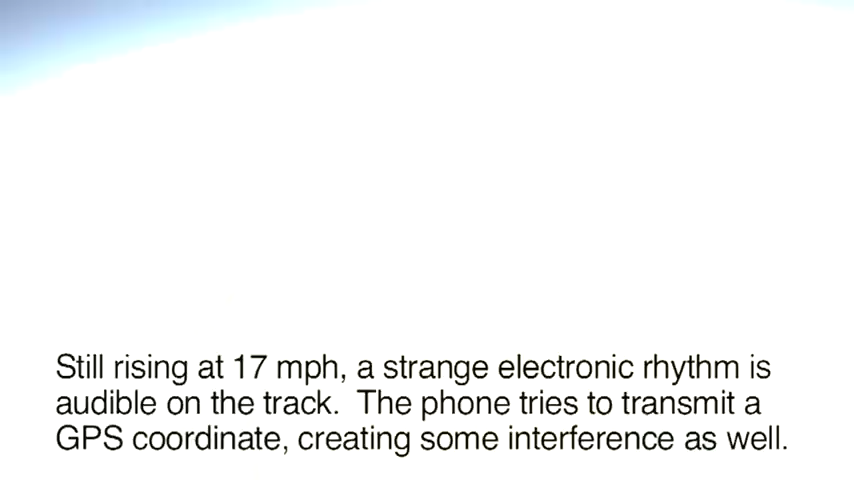 Still rising at 17 mph, a strange electronic rhythm is
audible on the track.  The phone tries to transmit a
GPS coordinate, creating some interference as well.